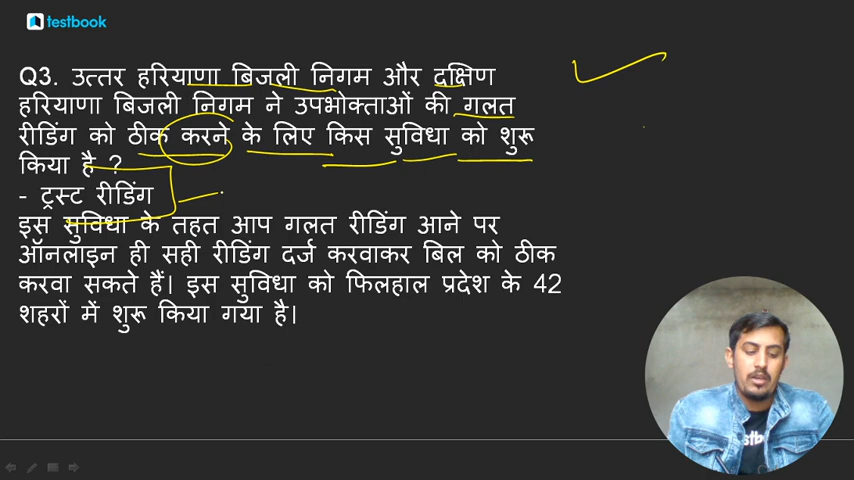 testbook
Q3. उत्तर हरियाणा बिजली निगम और दक्षिण
हरियाणा बिजली निगम ने उपभोक्ताओं की गलत
रीडिंग को ठीक करने के लिए किस सुविधा को शुरू
किया है ?
- ट्रस्ट रीडिंग
इस सुविधा के तहत आप गलत रीडिंग आने पर
ऑनलाइन ही सही रीडिंग दर्ज करवाकर बिल को ठीक
करवा सकते हैं। इस सुविधा को फिलहाल प्रदेश के 42
शहरों में शुरू किया गया है।